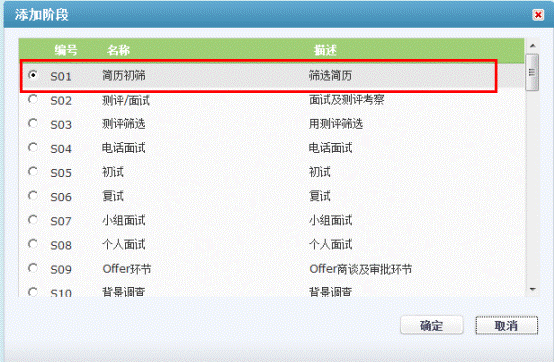 添加阶段
编号 名称 描述
S01 简历初筛 筛选简历
S02 测评/面试 面试及测评考察
S03 测评筛选 用测评筛选
S04 电话面试 电话面试
S05 初试 初试
S06 复试 复试
S07 小组面试 小组面试
S08 个人面试 个人面试
S09 Offer环节 Offer商谈及审批环节
S10 背景调查 背景调查
确定 取消